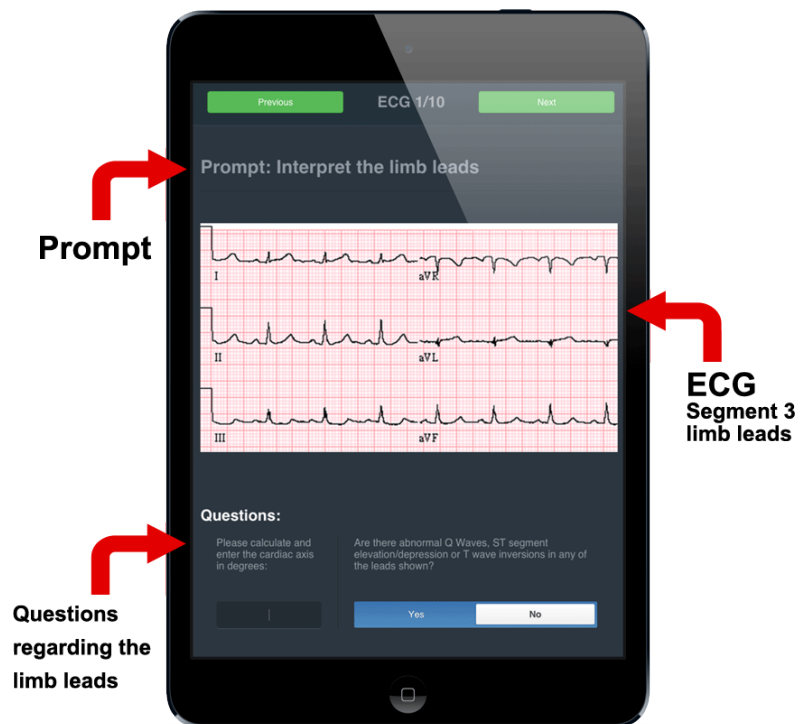 Previous
ECG 1/10
Next
Prompt: Interpret the limb leads
Prompt
I
aVR
II
aVL
III
aVF
ECG
Segment 3
limb leads
Questions:
Please calculate and
enter the cardiac axis
in degrees:
Are there abnormal Q Waves, ST segment
elevation/depression or T wave inversions in any of
the leads shown?
Yes
No
Questions
regarding the
limb leads